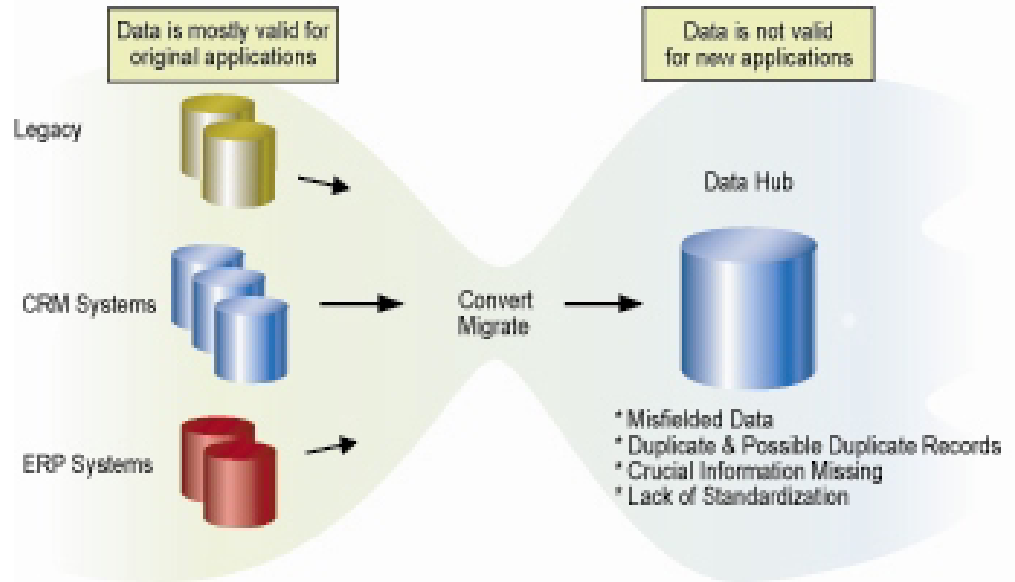 Data is mostly valid for
original applications
Data is not valid
for new applications
Legacy
Data Hub
CRM Systems
Convert
Migrate
ERP Systems
* Misfielded Data
* Duplicate & Possible Duplicate Records
* Crucial Information Missing
* Lack of Standardization